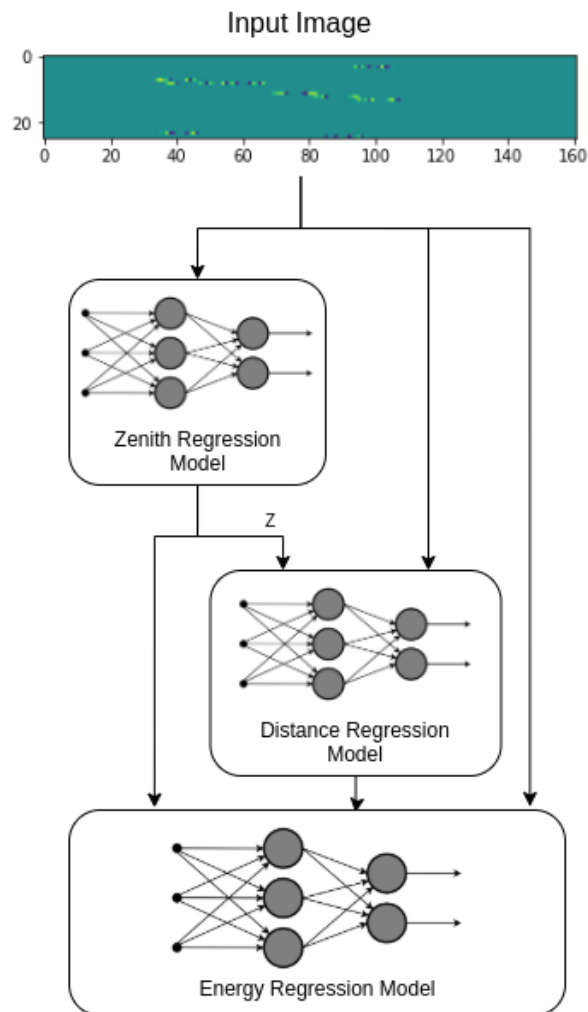 Input Image
0
20
0 20 40 60 80 100 120 140 160
Zenith Regression
Model
Z
Distance Regression
Model
Energy Regression Model